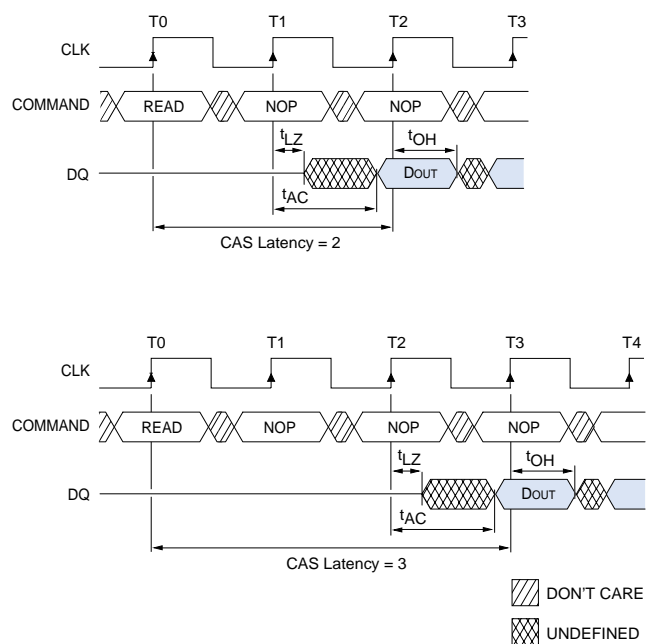 T0 T1 T2 T3
CLK
COMMAND READ NOP NOP
tLZ tOH
DQ DOUT
tAC
CAS Latency = 2
T0 T1 T2 T3 T4
CLK
COMMAND READ NOP NOP NOP
tLZ tOH
DQ DOUT
tAC
CAS Latency = 3
DON'T CARE
UNDEFINED